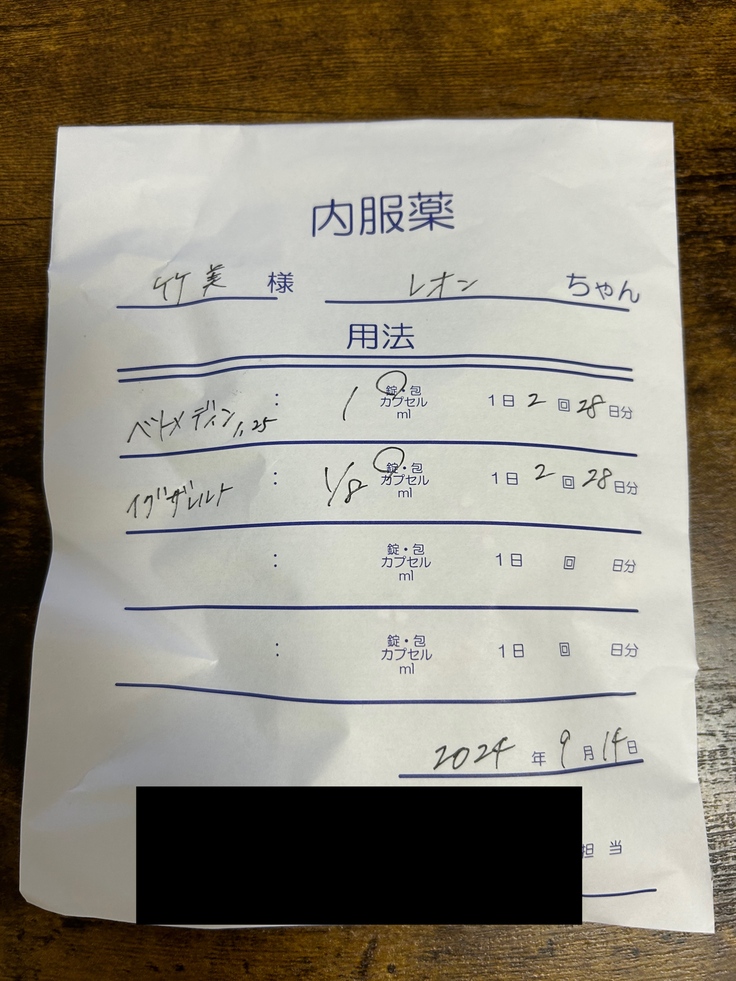 内服薬
竹美 様 レオン ちゃん
用法
ベトメディン1.25 : 1 錠・包 カプセル ml 1日 2 回 28 日分
イグザレルト : 1/8 錠・包 カプセル ml 1日 2 回 28 日分
: 錠・包 カプセル ml 1日 回 日分
: 錠・包 カプセル ml 1日 回 日分
2024 年 9 月 14 日
担当